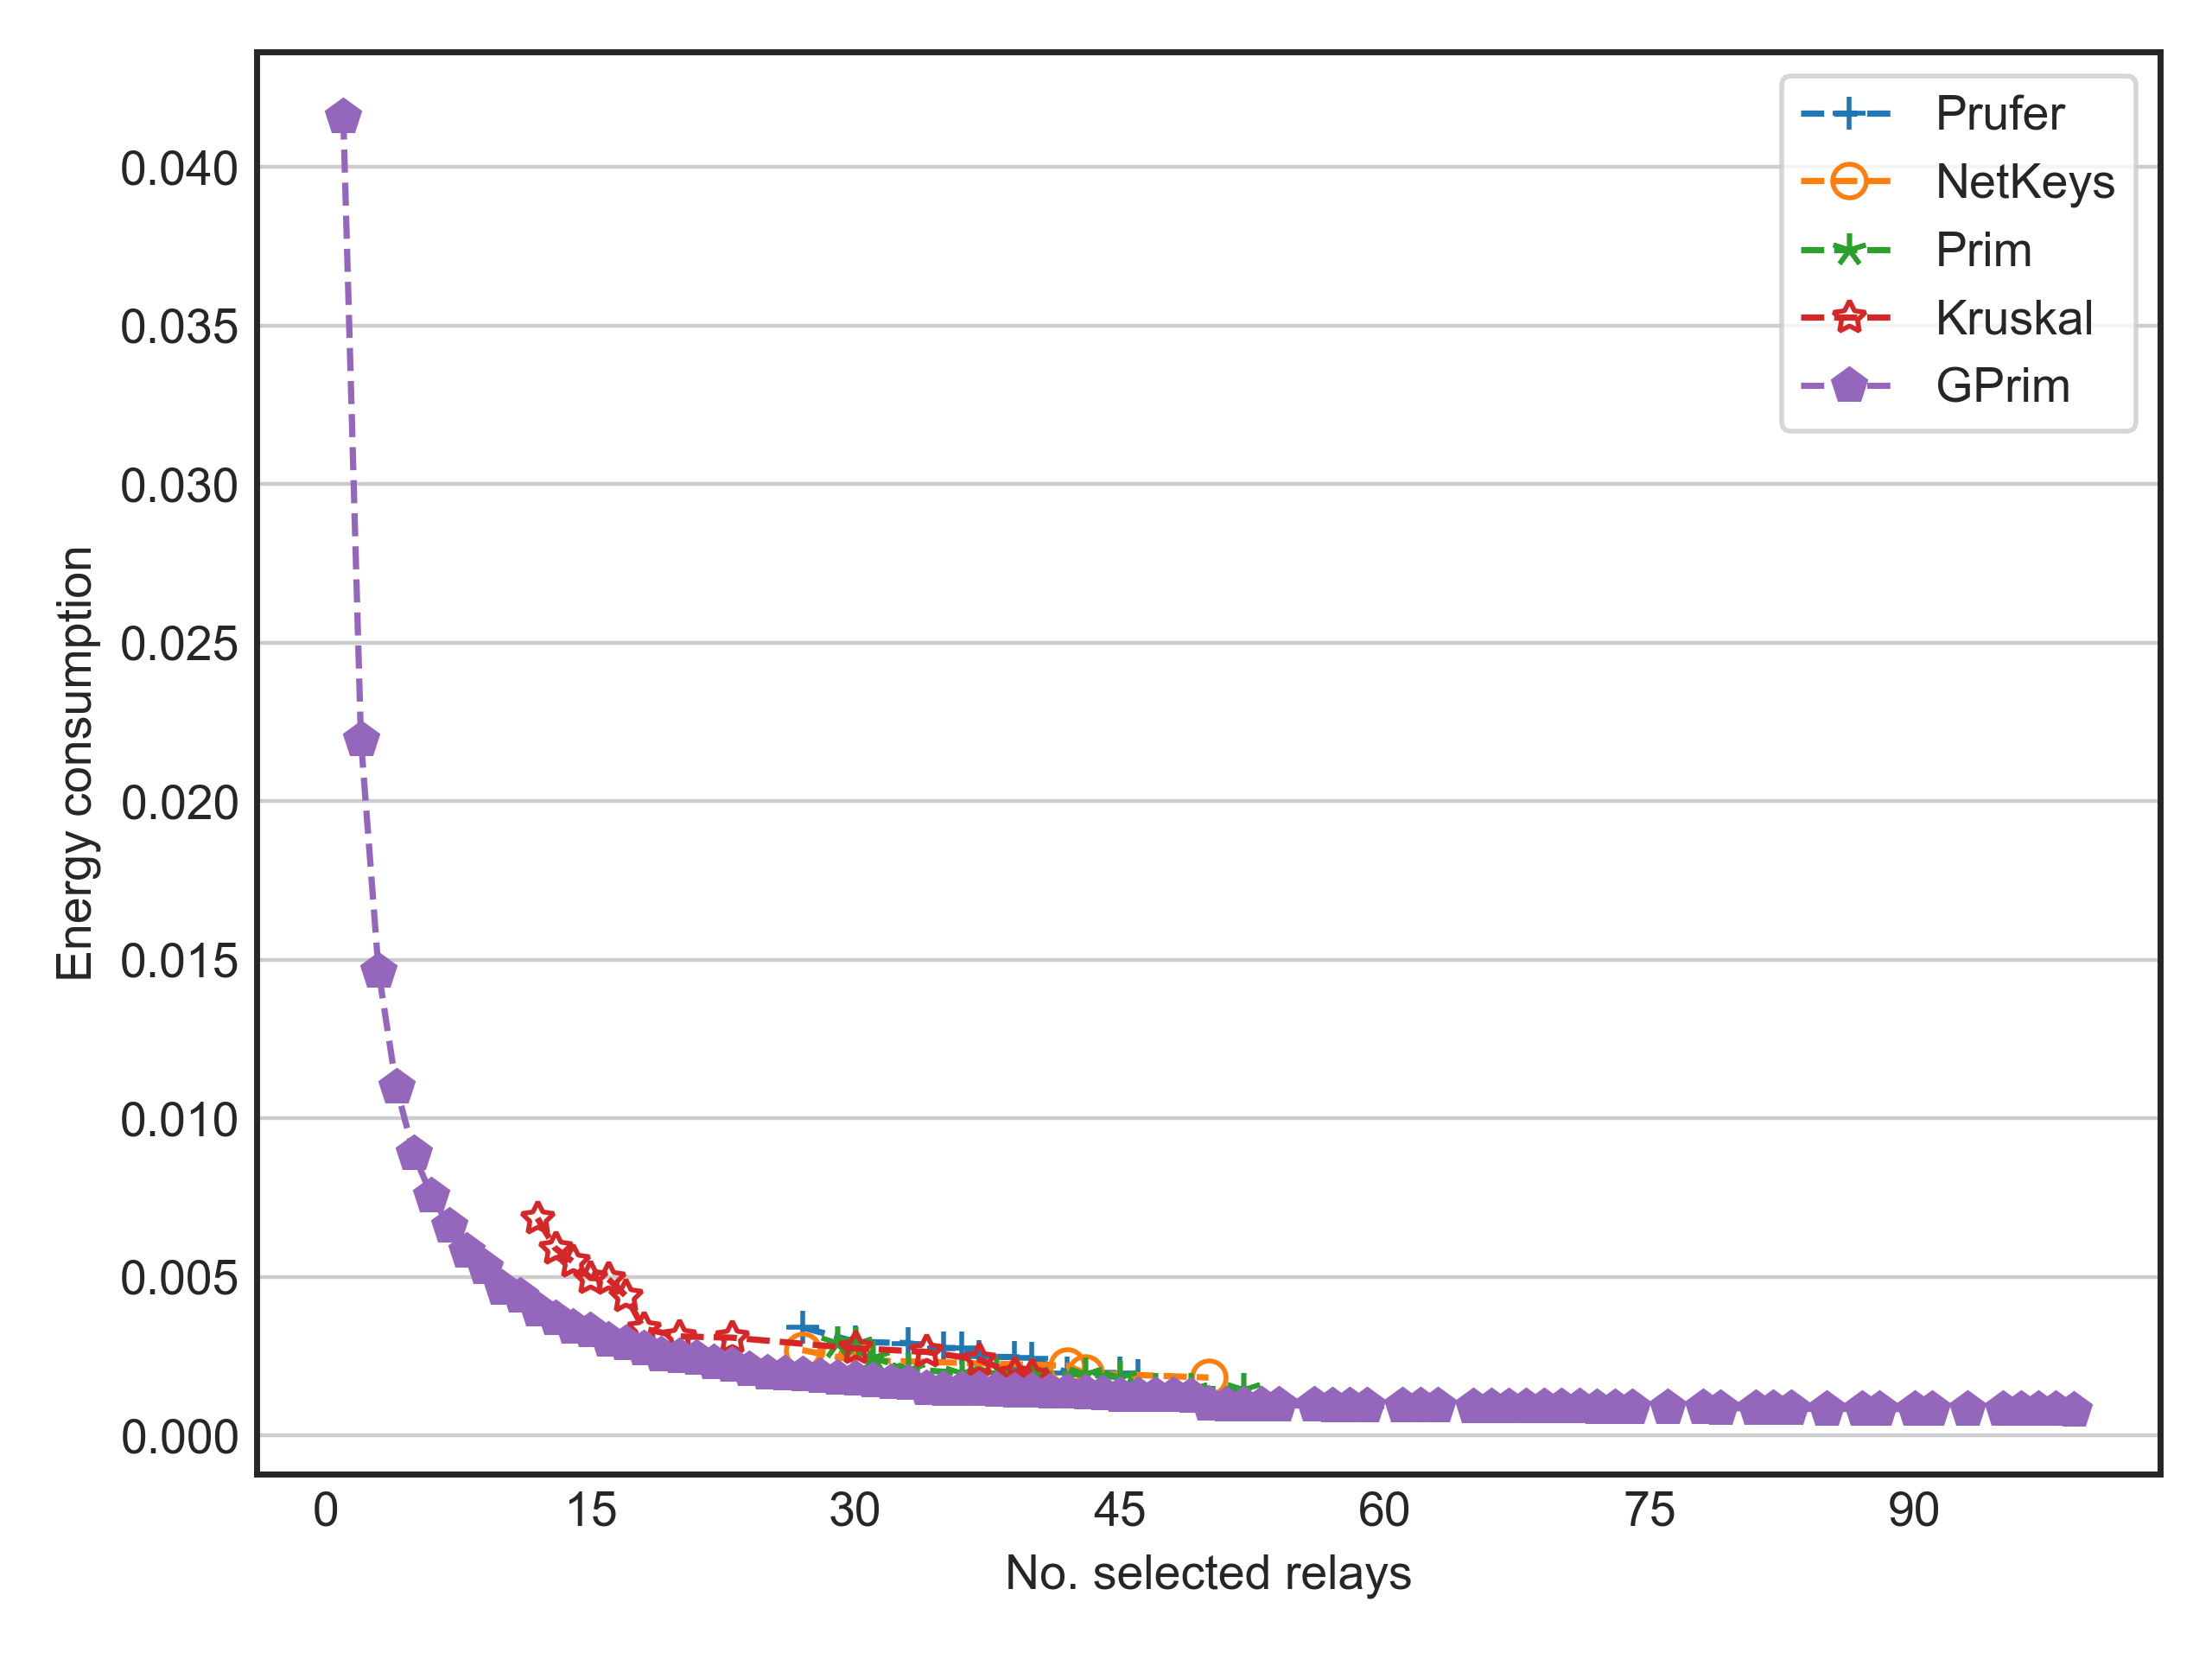 Prufer
NetKeys
Prim
Kruskal
GPrim
Energy consumption
0.040
0.035
0.030
0.025
0.020
0.015
0.010
0.005
0.000
0 15 30 45 60 75 90
No. selected relays